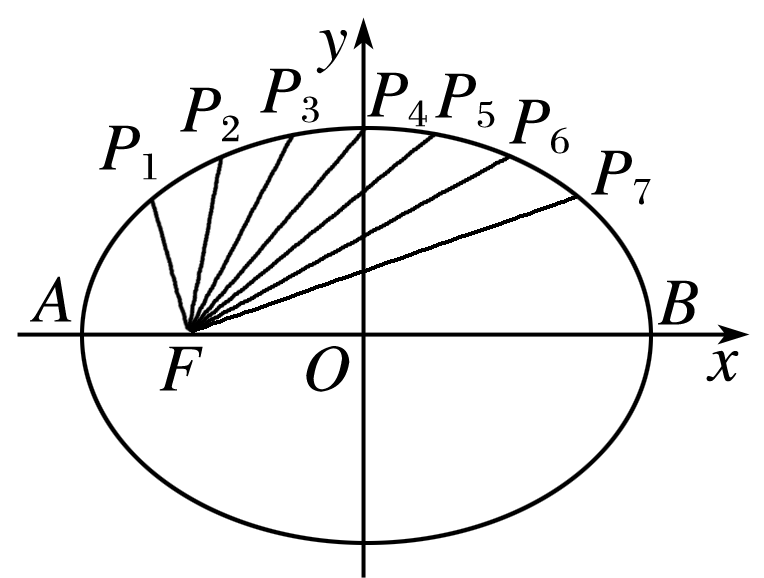 y
P₁ P₂ P₃ P₄ P₅ P₆ P₇
A B
F O x